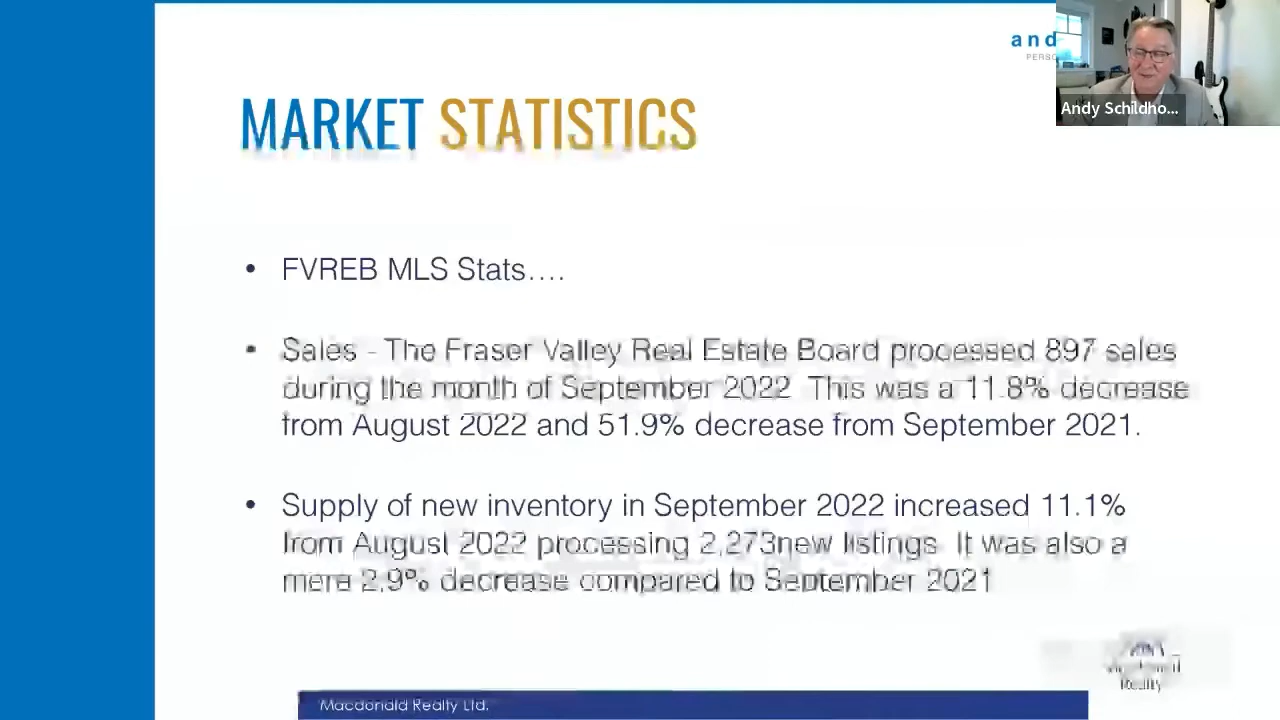 and
PERSO
Andy Schildho...
MARKET STATISTICS
• FVREB MLS Stats....
• Sales - The Fraser Valley Real Estate Board processed 897 sales
during the month of September 2022. This was a 11.8% decrease
from August 2022 and 51.9% decrease from September 2021.
• Supply of new inventory in September 2022 increased 11.1%
from August 2022 processing 2,273new listings. It was also a
mere 2.9% decrease compared to September 2021
Realty
Macdonald Realty Ltd.